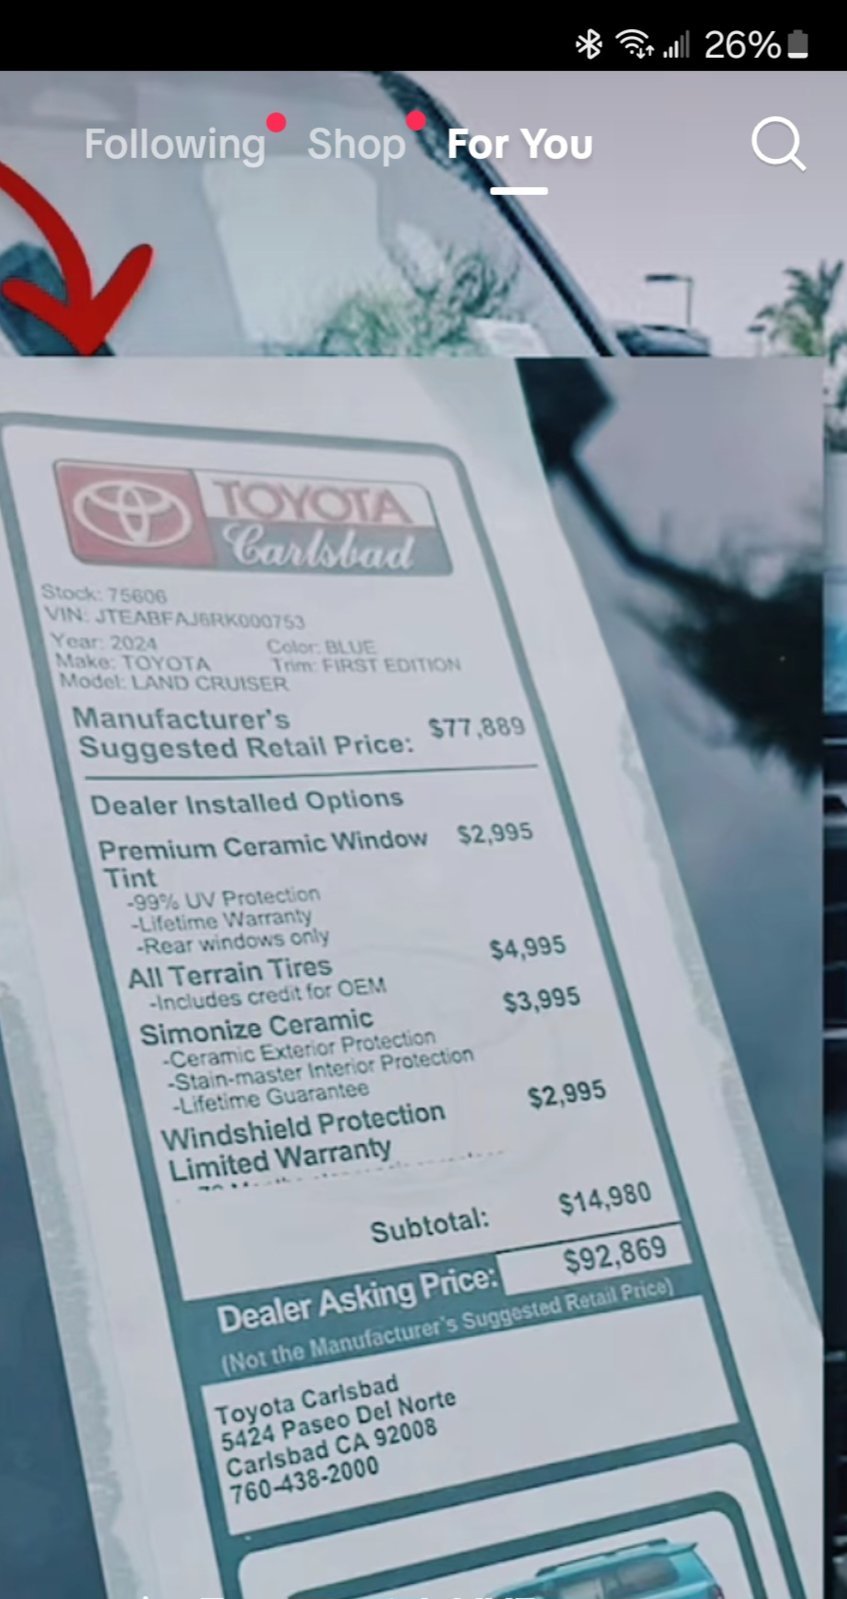 26%
Following Shop For You
TOYOTA
Carlsbad
Stock: 75606
VIN: JTEABFAJ6RK000753
Year: 2024 Color: BLUE
Make: TOYOTA Trim: FIRST EDITION
Model: LAND CRUISER
Manufacturer's
Suggested Retail Price: $77,889
Dealer Installed Options
Premium Ceramic Window $2,995
Tint
-99% UV Protection
-Lifetime Warranty
-Rear windows only
All Terrain Tires $4,995
-Includes credit for OEM
Simonize Ceramic $3,995
-Ceramic Exterior Protection
-Stain-master Interior Protection
-Lifetime Guarantee
Windshield Protection $2,995
Limited Warranty
Subtotal: $14,980
Dealer Asking Price: $92,869
(Not the Manufacturer's Suggested Retail Price)
Toyota Carlsbad
5424 Paseo Del Norte
Carlsbad CA 92008
760-438-2000